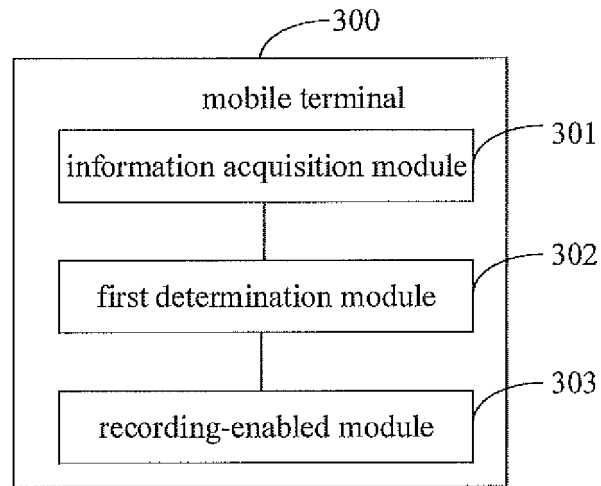 300
mobile terminal
301
information acquisition module
302
first determination module
303
recording-enabled module